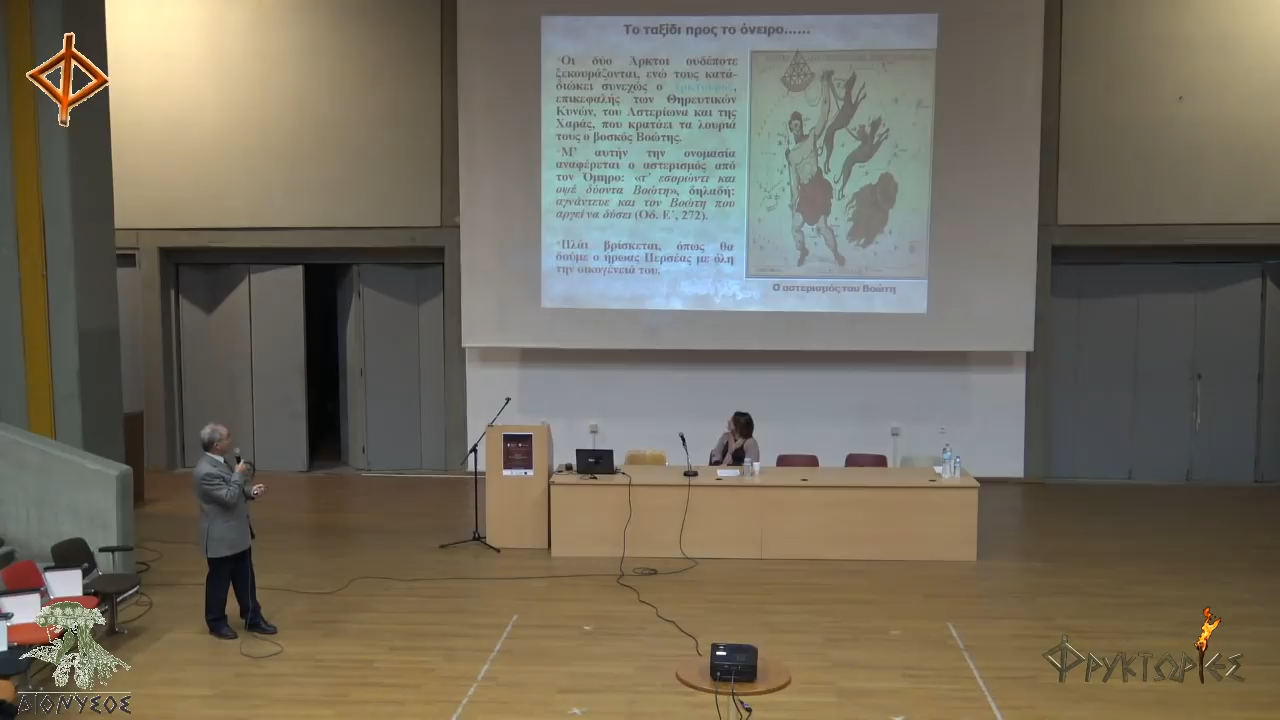 Το ταξίδι προς το όνειρο......
Οι δύο Άρκτοι ουδέποτε
ξεκουράζονται, ενώ τους κατα-
διώκει συνεχώς ο Αρκτούρος,
επικεφαλής των Θηρευτικών
Κυνών, του Αστερίωνα και της
Χαράς, που κρατάει τα λουριά
τους ο βοσκός Βοώτης.
Μ' αυτήν την ονομασία
αναφέρεται ο αστερισμός από
τον Όμηρο: «τ' εσορώντι και
οψέ δύοντα Βοώτη», δηλαδή:
αγνάντευε και τον Βοώτη που
αργεί να δύσει (Οδ. Ε', 272).
Πλάι βρίσκεται, όπως θα
δούμε ο ήρωας Περσέας με όλη
την οικογένειά του.
Ο αστερισμός του Βοώτη
ΔΙΟΝΥΣΟΣ
ΦΡΥΚΤΩΡΙΕΣ